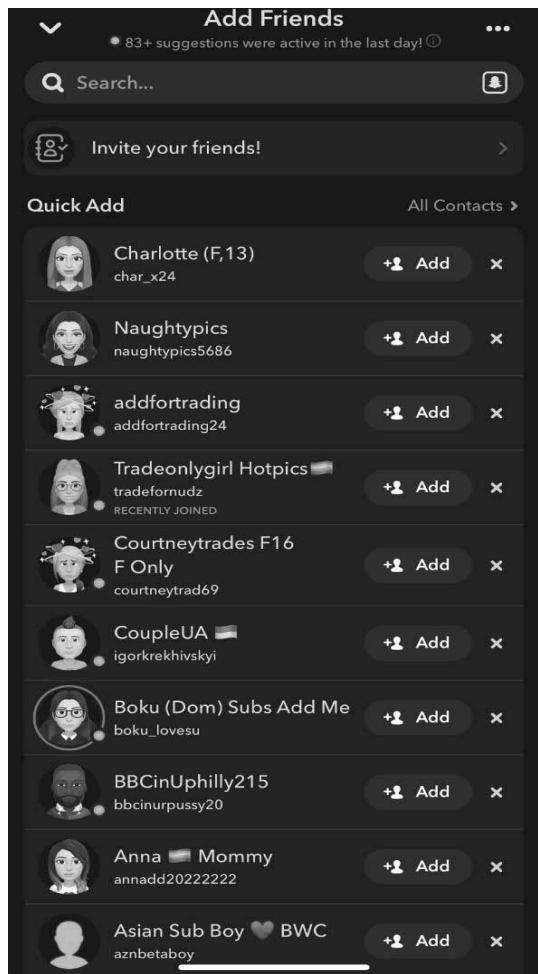 Add Friends
83+ suggestions were active in the last day!
Search...
Invite your friends!
Quick Add
All Contacts
Charlotte (F,13)
char_x24
Add
Naughtypics
naughtypics5686
Add
addfortrading
addfortrading24
Add
Tradeonlygirl Hotpics
tradefornudz
RECENTLY JOINED
Add
Courtneytrades F16
F Only
courtneytrad69
Add
CoupleUA
igorkrekhivskyi
Add
Boku (Dom) Subs Add Me
boku_lovesu
Add
BBCinUphilly215
bbcinurpussy20
Add
Anna Mommy
annadd20222222
Add
Asian Sub Boy 🖤 BWC
aznbetaboy
Add